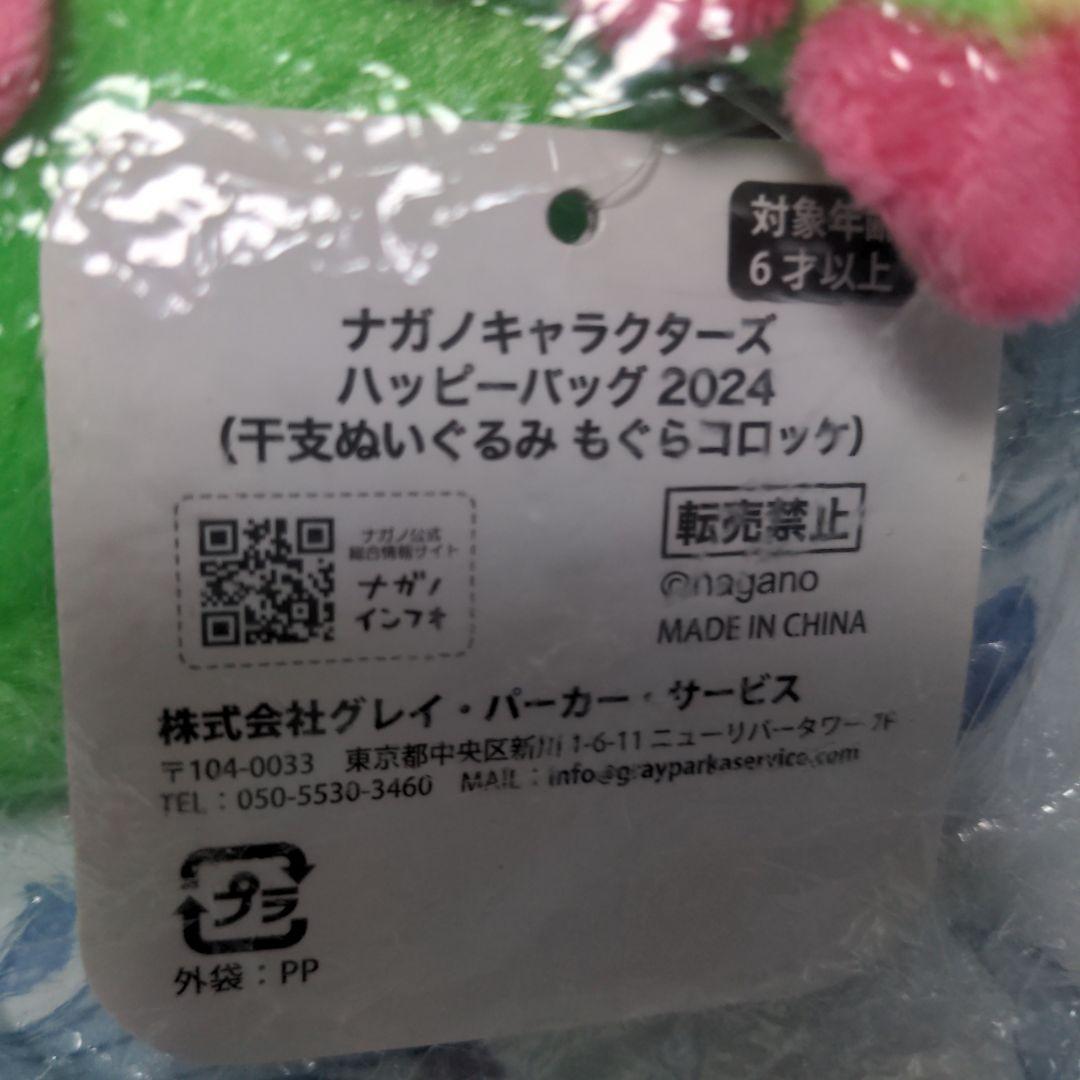 対象年齢
6才以上
ナガノキャラクターズ
ハッピーバッグ 2024
(干支ぬいぐるみ もぐらコロッケ)
ナガノ公式
総合情報サイト
ナガノ
インフォ
転売禁止
©nagano
MADE IN CHINA
株式会社グレイ・パーカー・サービス
〒104-0033 東京都中央区新川 1-6-11 ニューリバータワー 7F
TEL：050-5530-3460 MAIL：info@grayparkaservice.com
プラ
外袋：PP